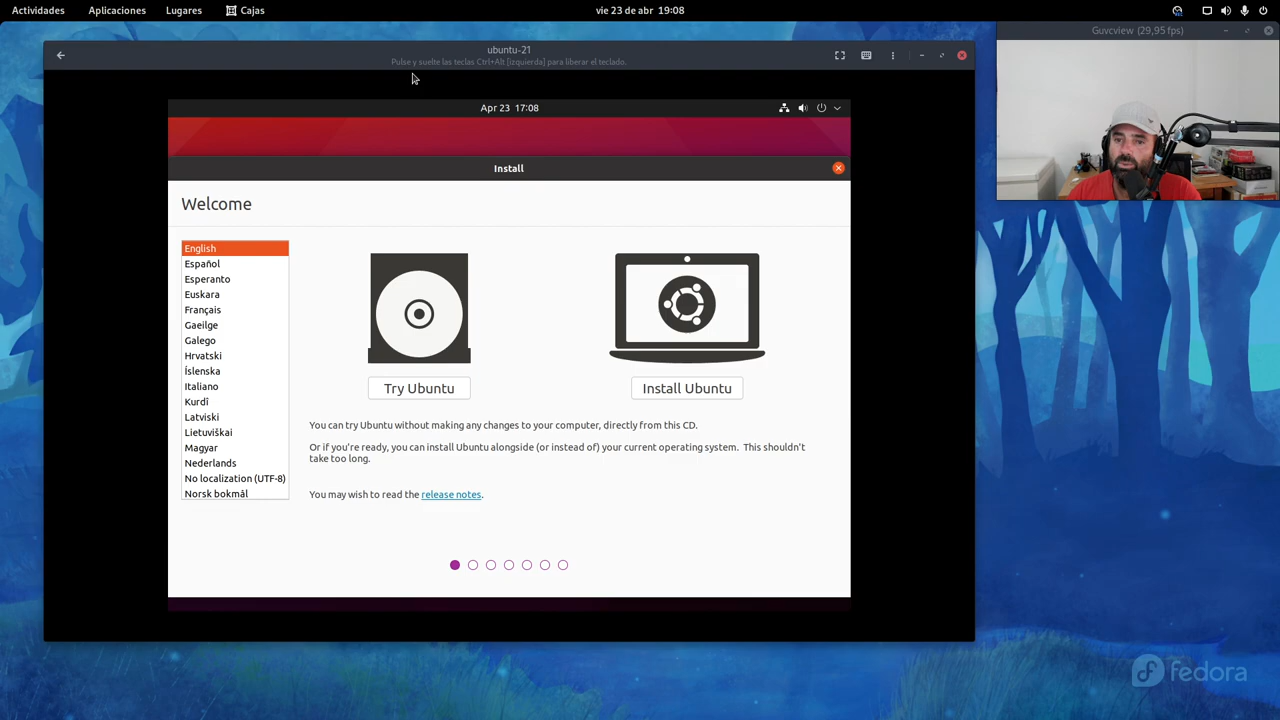 Actividades
Aplicaciones
Lugares
Cajas
vie 23 de abr 19:08
Guvcview (29,95 fps)
ubuntu-21
Pulse y suelte las teclas Ctrl+Alt [izquierda] para liberar el teclado.
Apr 23 17:08
Install
Welcome
English
Español
Esperanto
Euskara
Français
Gaeilge
Galego
Hrvatski
Íslenska
Italiano
Kurdî
Latviski
Lietuviškai
Magyar
Nederlands
No localization (UTF-8)
Norsk bokmål
Try Ubuntu
Install Ubuntu
You can try Ubuntu without making any changes to your computer, directly from this CD.
Or if you're ready, you can install Ubuntu alongside (or instead of) your current operating system. This shouldn't
take too long.
You may wish to read the release notes.
fedora